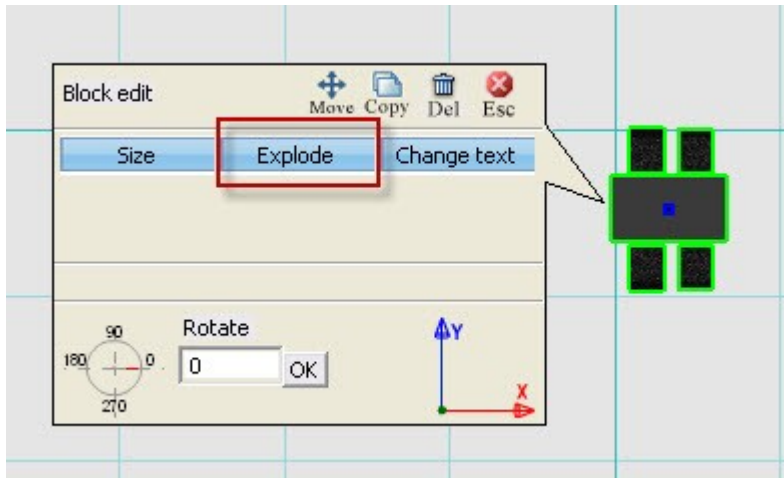 Block edit
Move Copy Del Esc
Size Explode Change text
90
Rotate
180 0
0 OK
270
Y
X